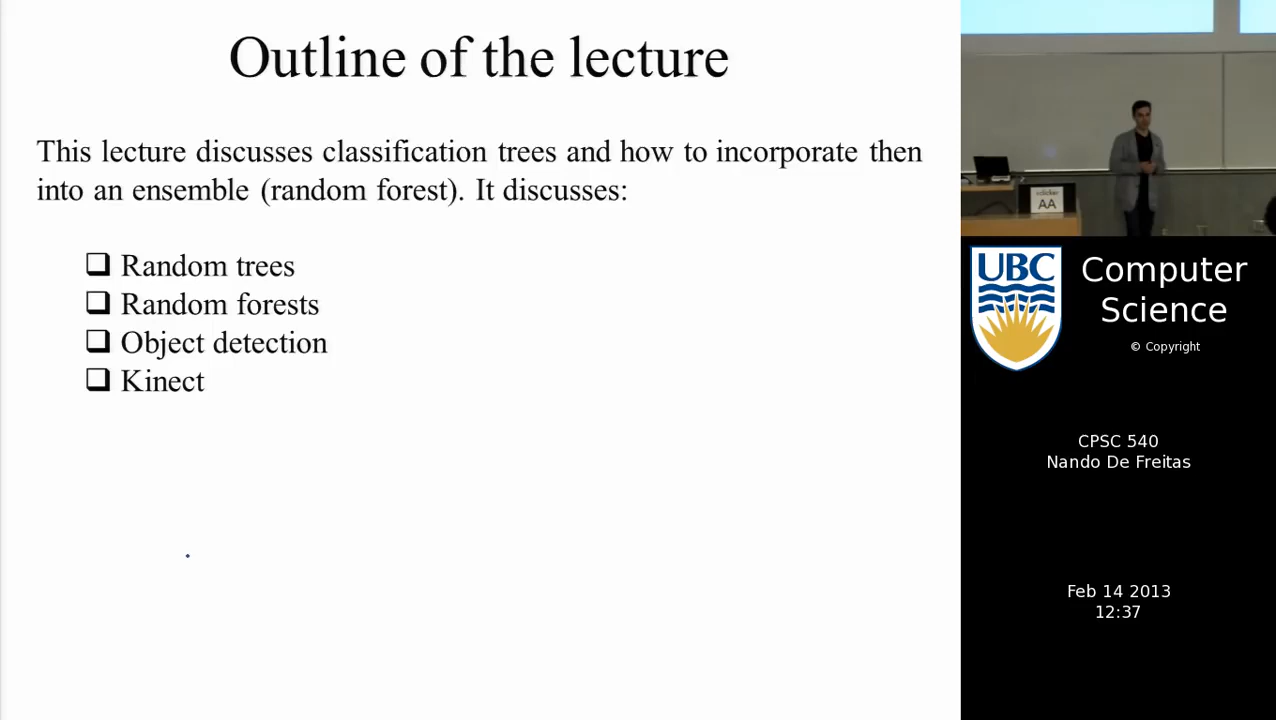 Outline of the lecture
This lecture discusses classification trees and how to incorporate then
into an ensemble (random forest). It discusses:
Random trees
Random forests
Object detection
Kinect
AA
UBC
Computer
Science
© Copyright
CPSC 540
Nando De Freitas
Feb 14 2013
12:37